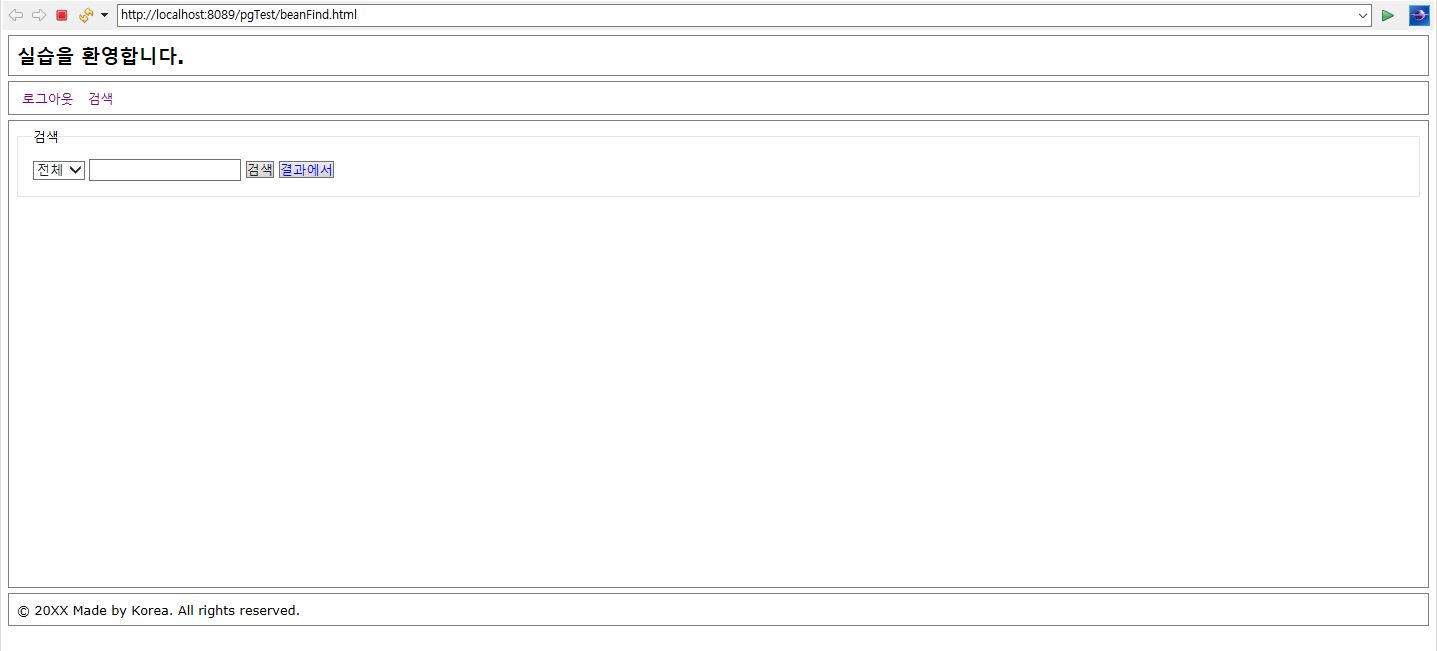 http://localhost:8089/pgTest/beanFind.html
실습을 환영합니다.
로그아웃 검색
검색
전체 검색 결과에서
© 20XX Made by Korea. All rights reserved.